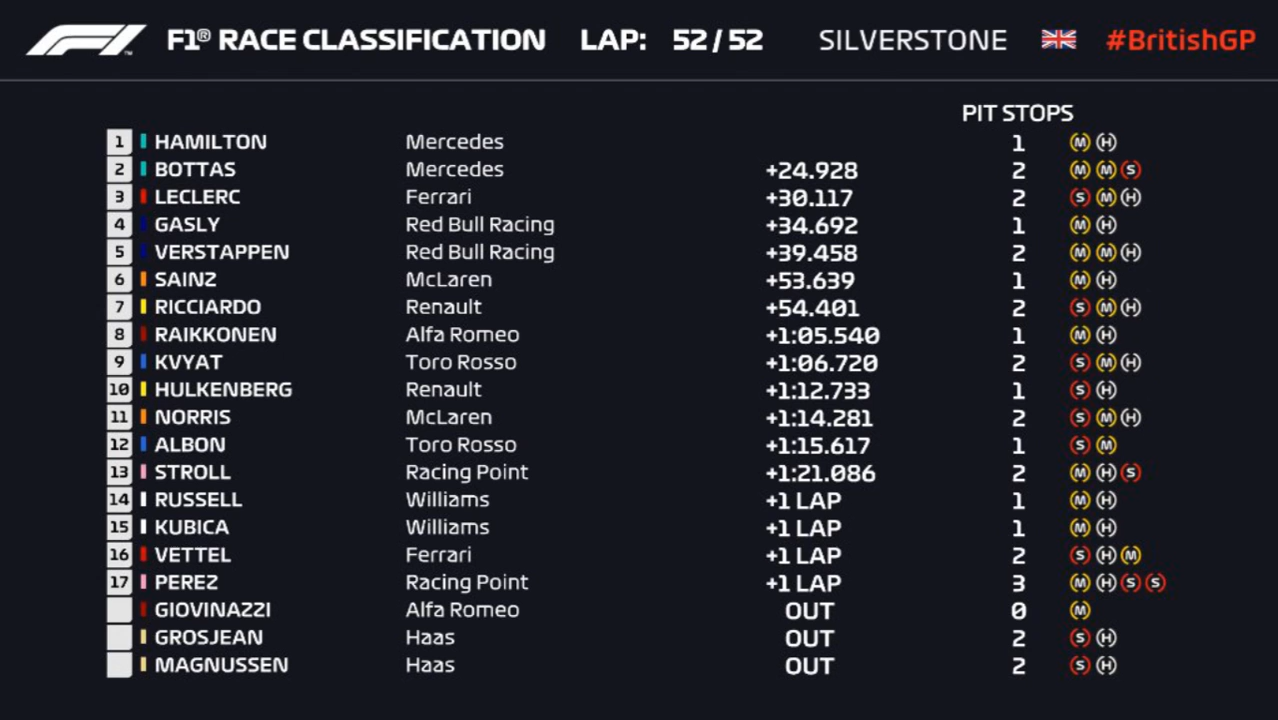 F1® RACE CLASSIFICATION LAP: 52/52 SILVERSTONE #BritishGP
PIT STOPS
1 HAMILTON Mercedes 1 M H
2 BOTTAS Mercedes +24.928 2 M M S
3 LECLERC Ferrari +30.117 2 S M H
4 GASLY Red Bull Racing +34.692 1 M H
5 VERSTAPPEN Red Bull Racing +39.458 2 M M H
6 SAINZ McLaren +53.639 1 M H
7 RICCIARDO Renault +54.401 2 S M H
8 RAIKKONEN Alfa Romeo +1:05.540 1 M H
9 KVYAT Toro Rosso +1:06.720 2 S M H
10 HULKENBERG Renault +1:12.733 1 S H
11 NORRIS McLaren +1:14.281 2 S M H
12 ALBON Toro Rosso +1:15.617 1 S M
13 STROLL Racing Point +1:21.086 2 M H S
14 RUSSELL Williams +1 LAP 1 M H
15 KUBICA Williams +1 LAP 1 M H
16 VETTEL Ferrari +1 LAP 2 S H M
17 PEREZ Racing Point +1 LAP 3 M H S S
GIOVINAZZI Alfa Romeo OUT 0 M
GROSJEAN Haas OUT 2 S H
MAGNUSSEN Haas OUT 2 S H